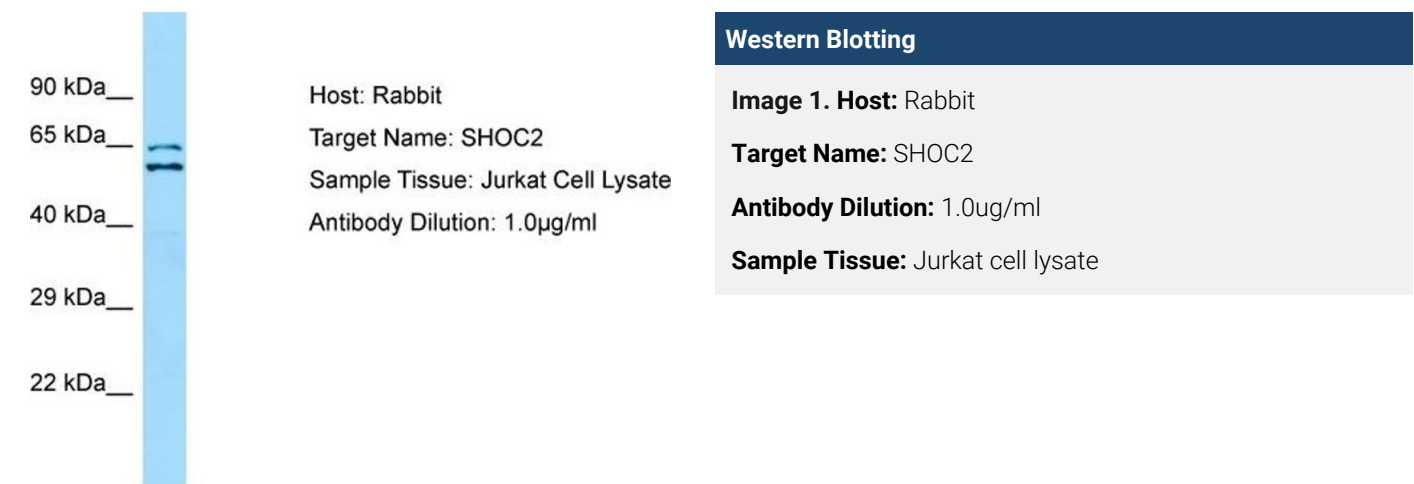 90 kDa__
65 kDa__
40 kDa__
29 kDa__
22 kDa__
Host: Rabbit
Target Name: SHOC2
Sample Tissue: Jurkat Cell Lysate
Antibody Dilution: 1.0µg/ml
Western Blotting
Image 1. Host: Rabbit
Target Name: SHOC2
Antibody Dilution: 1.0ug/ml
Sample Tissue: Jurkat cell lysate